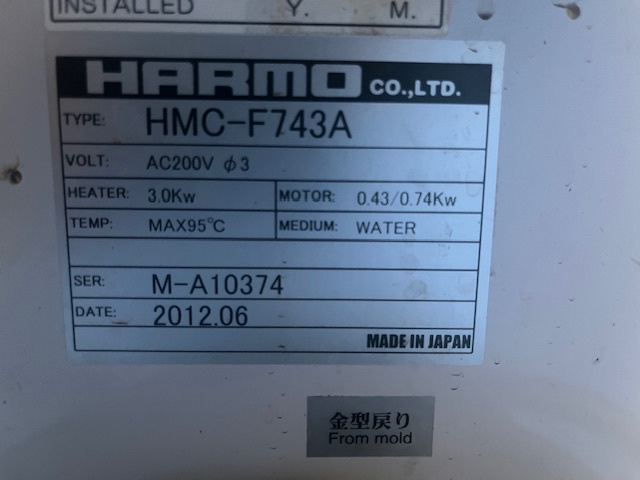 INSTALLED Y. M.
HARMO CO.,LTD.
TYPE: HMC-F743A
VOLT: AC200V φ3
HEATER: 3.0Kw MOTOR: 0.43/0.74Kw
TEMP: MAX95℃ MEDIUM: WATER
SER: M-A10374
DATE: 2012.06
MADE IN JAPAN
金型戻り
From mold